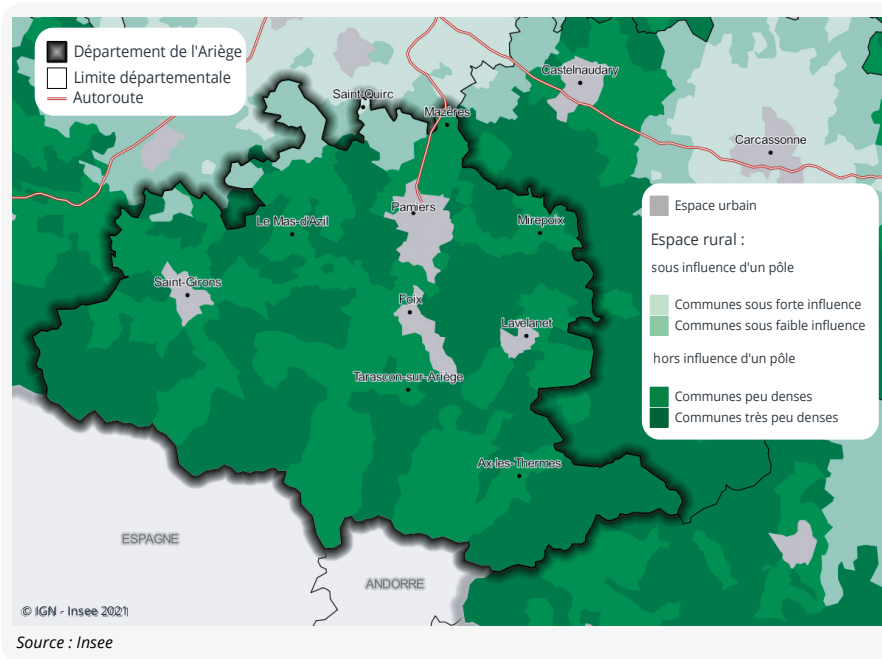 Département de l'Ariège
Limite départementale
Autoroute
Saint-Quirc
Castelnaudary
Mazères
Carcassonne
Pamiers
Le Mas-d'Azil
Mirepoix
Saint-Girons
Foix
Lavelanet
Tarascon-sur-Ariège
Ax-les-Thermes
Espace urbain
Espace rural :
sous influence d'un pôle
Communes sous forte influence
Communes sous faible influence
hors influence d'un pôle
Communes peu denses
Communes très peu denses
ESPAGNE
ANDORRE
© IGN - Insee 2021
Source : Insee